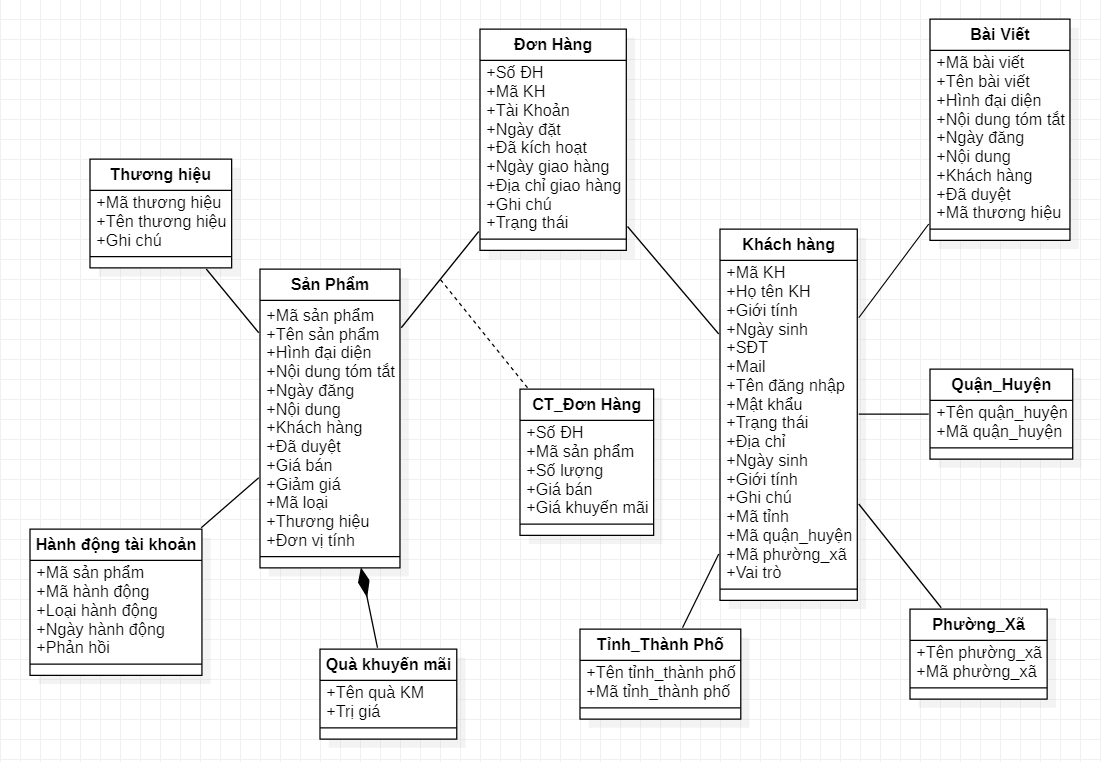 Đơn Hàng
+Số ĐH
+Mã KH
+Tài Khoản
+Ngày đặt
+Đã kích hoạt
+Ngày giao hàng
+Địa chỉ giao hàng
+Ghi chú
+Trạng thái
Bài Viết
+Mã bài viết
+Tên bài viết
+Hình đại diện
+Nội dung tóm tắt
+Ngày đăng
+Nội dung
+Khách hàng
+Đã duyệt
+Mã thương hiệu
Thương hiệu
+Mã thương hiệu
+Tên thương hiệu
+Ghi chú
Sản Phẩm
+Mã sản phẩm
+Tên sản phẩm
+Hình đại diện
+Nội dung tóm tắt
+Ngày đăng
+Nội dung
+Khách hàng
+Đã duyệt
+Giá bán
+Giảm giá
+Mã loại
+Thương hiệu
+Đơn vị tính
Khách hàng
+Mã KH
+Họ tên KH
+Giới tính
+Ngày sinh
+SĐT
+Mail
+Tên đăng nhập
+Mật khẩu
+Trạng thái
+Địa chỉ
+Ngày sinh
+Giới tính
+Ghi chú
+Mã tỉnh
+Mã quận_huyện
+Mã phường_xã
+Vai trò
Quận_Huyện
+Tên quận_huyện
+Mã quận_huyện
CT_Đơn Hàng
+Số ĐH
+Mã sản phẩm
+Số lượng
+Giá bán
+Giá khuyến mãi
Hành động tài khoản
+Mã sản phẩm
+Mã hành động
+Loại hành động
+Ngày hành động
+Phản hồi
Quà khuyến mãi
+Tên quà KM
+Trị giá
Tỉnh_Thành Phố
+Tên tỉnh_thành phố
+Mã tỉnh_thành phố
Phường_Xã
+Tên phường_xã
+Mã phường_xã